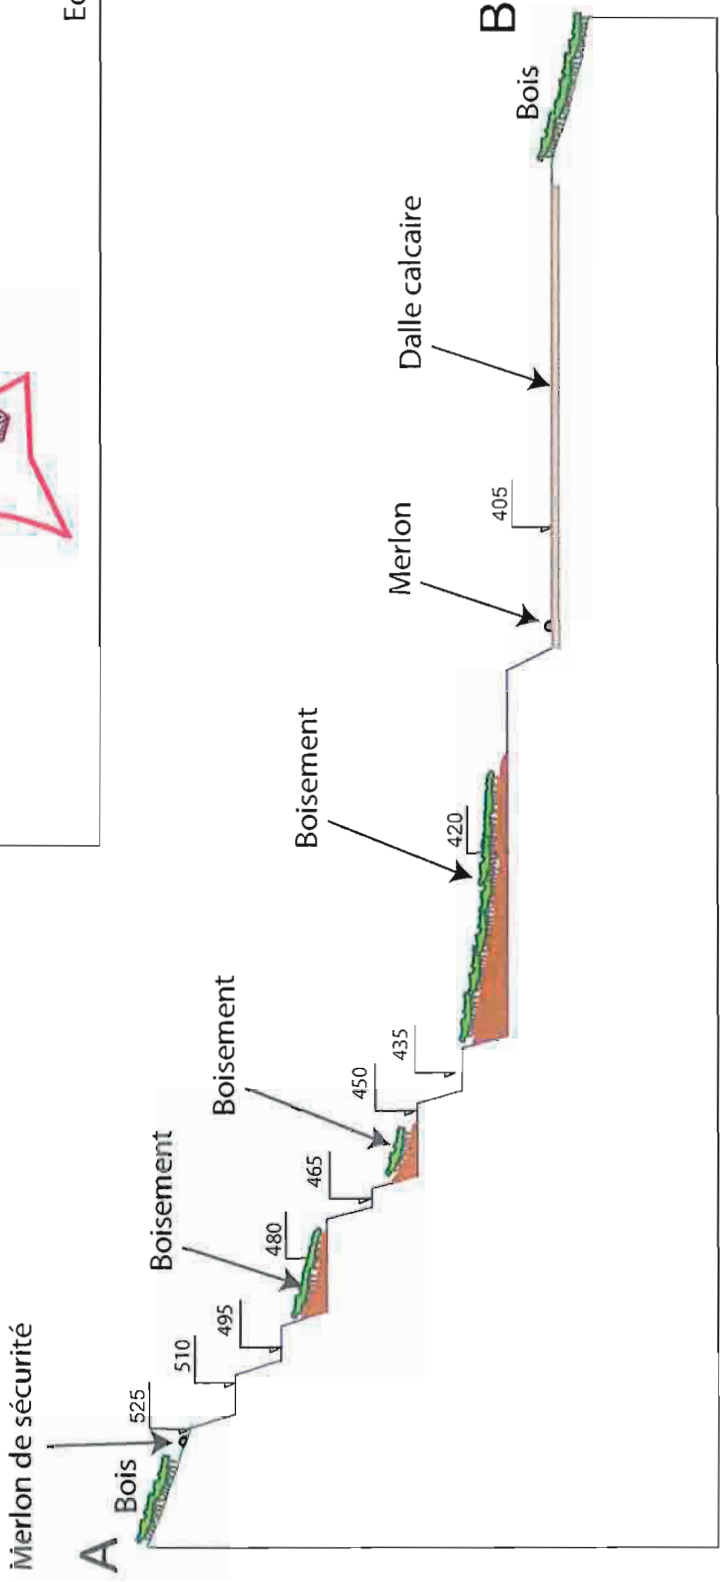 Ec
Merlon de sécurité
A
Bois
525
510
495
Boisement
480
465
Boisement
450
435
Boisement
420
Merlon
405
Dalle calcaire
Bois
B